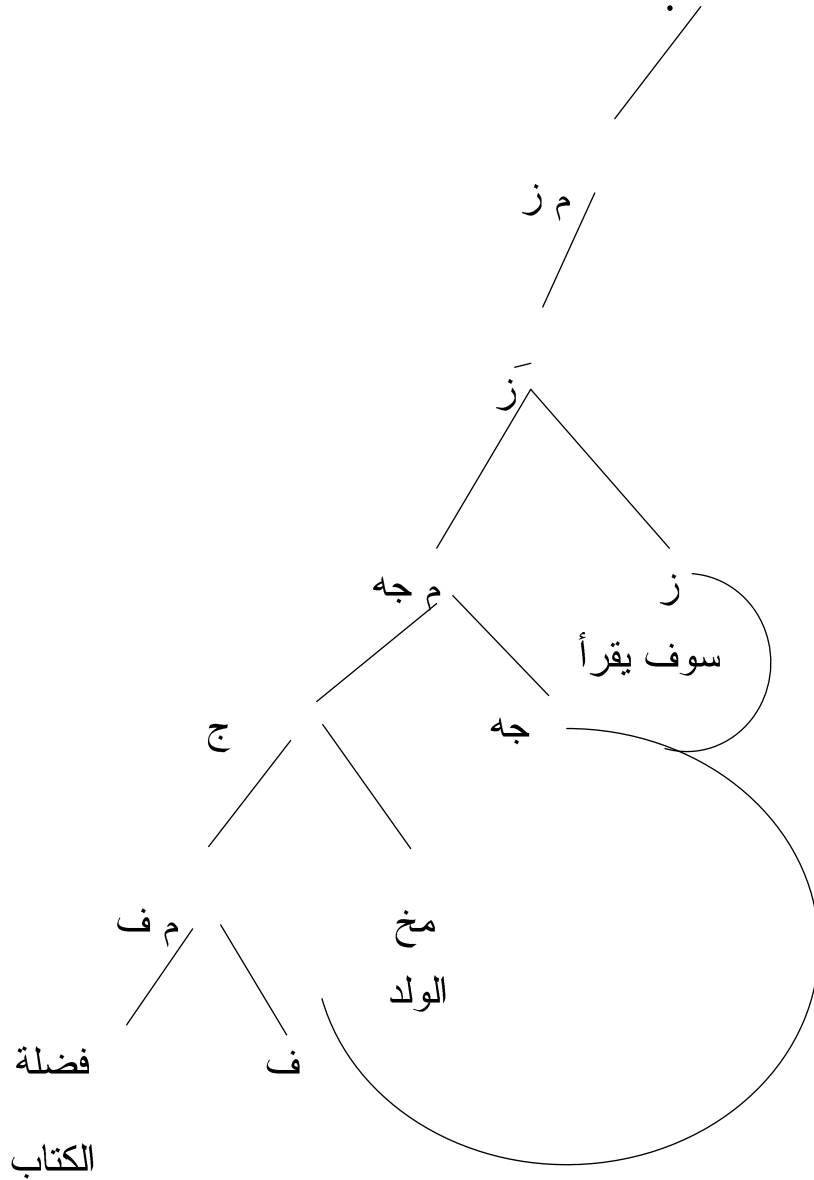 م ز
زَ
م جه
ز
سوف يقرأ
جه
ج
مخ
م ف
الولد
ف
فضلة
الكتاب